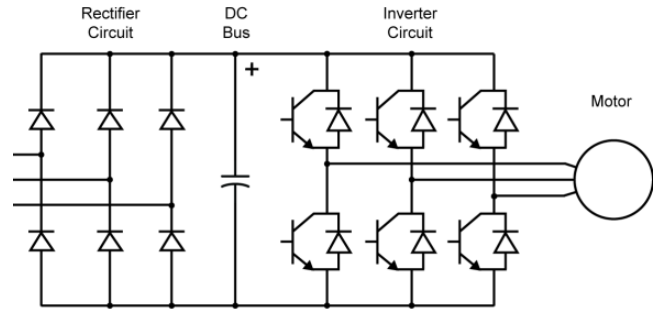 Rectifier
Circuit
DC
Bus
Inverter
Circuit
+
Motor